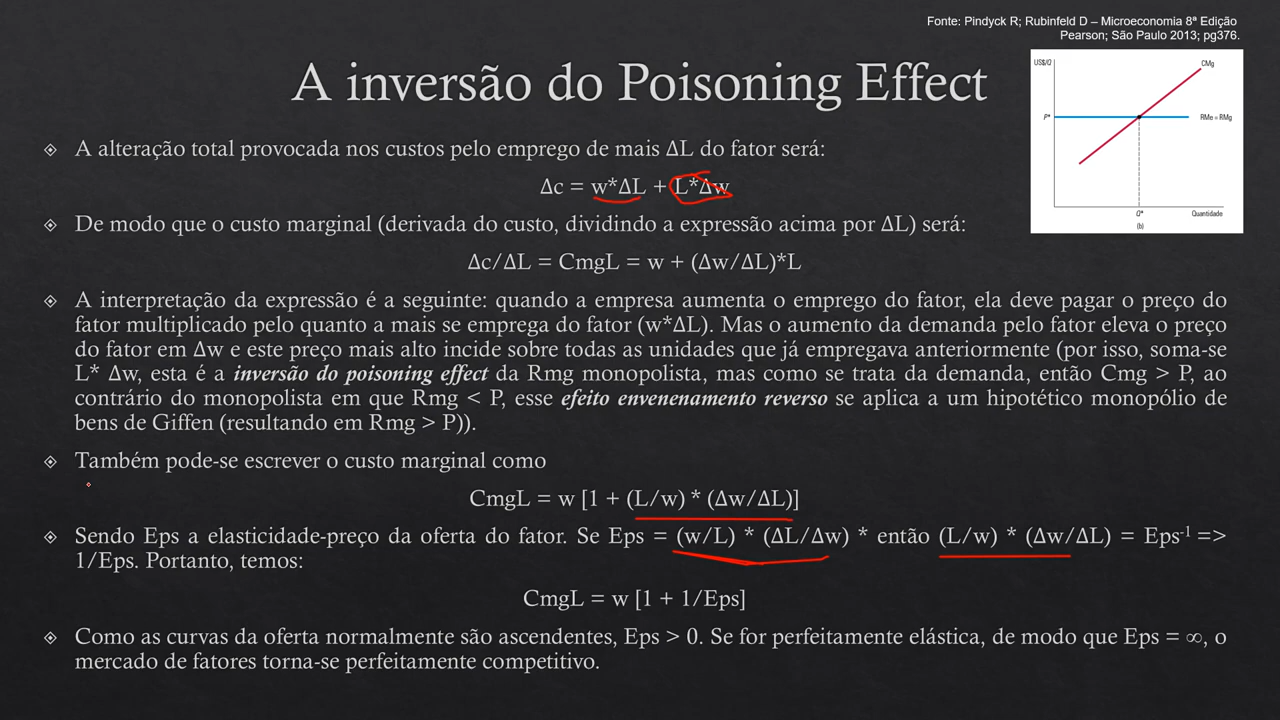 Fonte: Pindyck R; Rubinfeld D – Microeconomia 8ª Edição
Pearson; São Paulo 2013; pg376.
A inversão do Poisoning Effect
US$/Q
CMg
P*
RMe = RMg
Q*
Quantidade
(b)
A alteração total provocada nos custos pelo emprego de mais ΔL do fator será:
Δc = w*ΔL + L*Δw
De modo que o custo marginal (derivada do custo, dividindo a expressão acima por ΔL) será:
Δc/ΔL = CmgL = w + (Δw/ΔL)*L
A interpretação da expressão é a seguinte: quando a empresa aumenta o emprego do fator, ela deve pagar o preço do
fator multiplicado pelo quanto a mais se emprega do fator (w*ΔL). Mas o aumento da demanda pelo fator eleva o preço
do fator em Δw e este preço mais alto incide sobre todas as unidades que já empregava anteriormente (por isso, soma-se
L* Δw, esta é a inversão do poisoning effect da Rmg monopolista, mas como se trata da demanda, então Cmg > P, ao
contrário do monopolista em que Rmg < P, esse efeito envenenamento reverso se aplica a um hipotético monopólio de
bens de Giffen (resultando em Rmg > P)).
Também pode-se escrever o custo marginal como
CmgL = w [1 + (L/w) * (Δw/ΔL)]
Sendo Eps a elasticidade-preço da oferta do fator. Se Eps = (w/L) * (ΔL/Δw) * então (L/w) * (Δw/ΔL) = Eps⁻¹ =>
1/Eps. Portanto, temos:
CmgL = w [1 + 1/Eps]
Como as curvas da oferta normalmente são ascendentes, Eps > 0. Se for perfeitamente elástica, de modo que Eps = ∞, o
mercado de fatores torna-se perfeitamente competitivo.